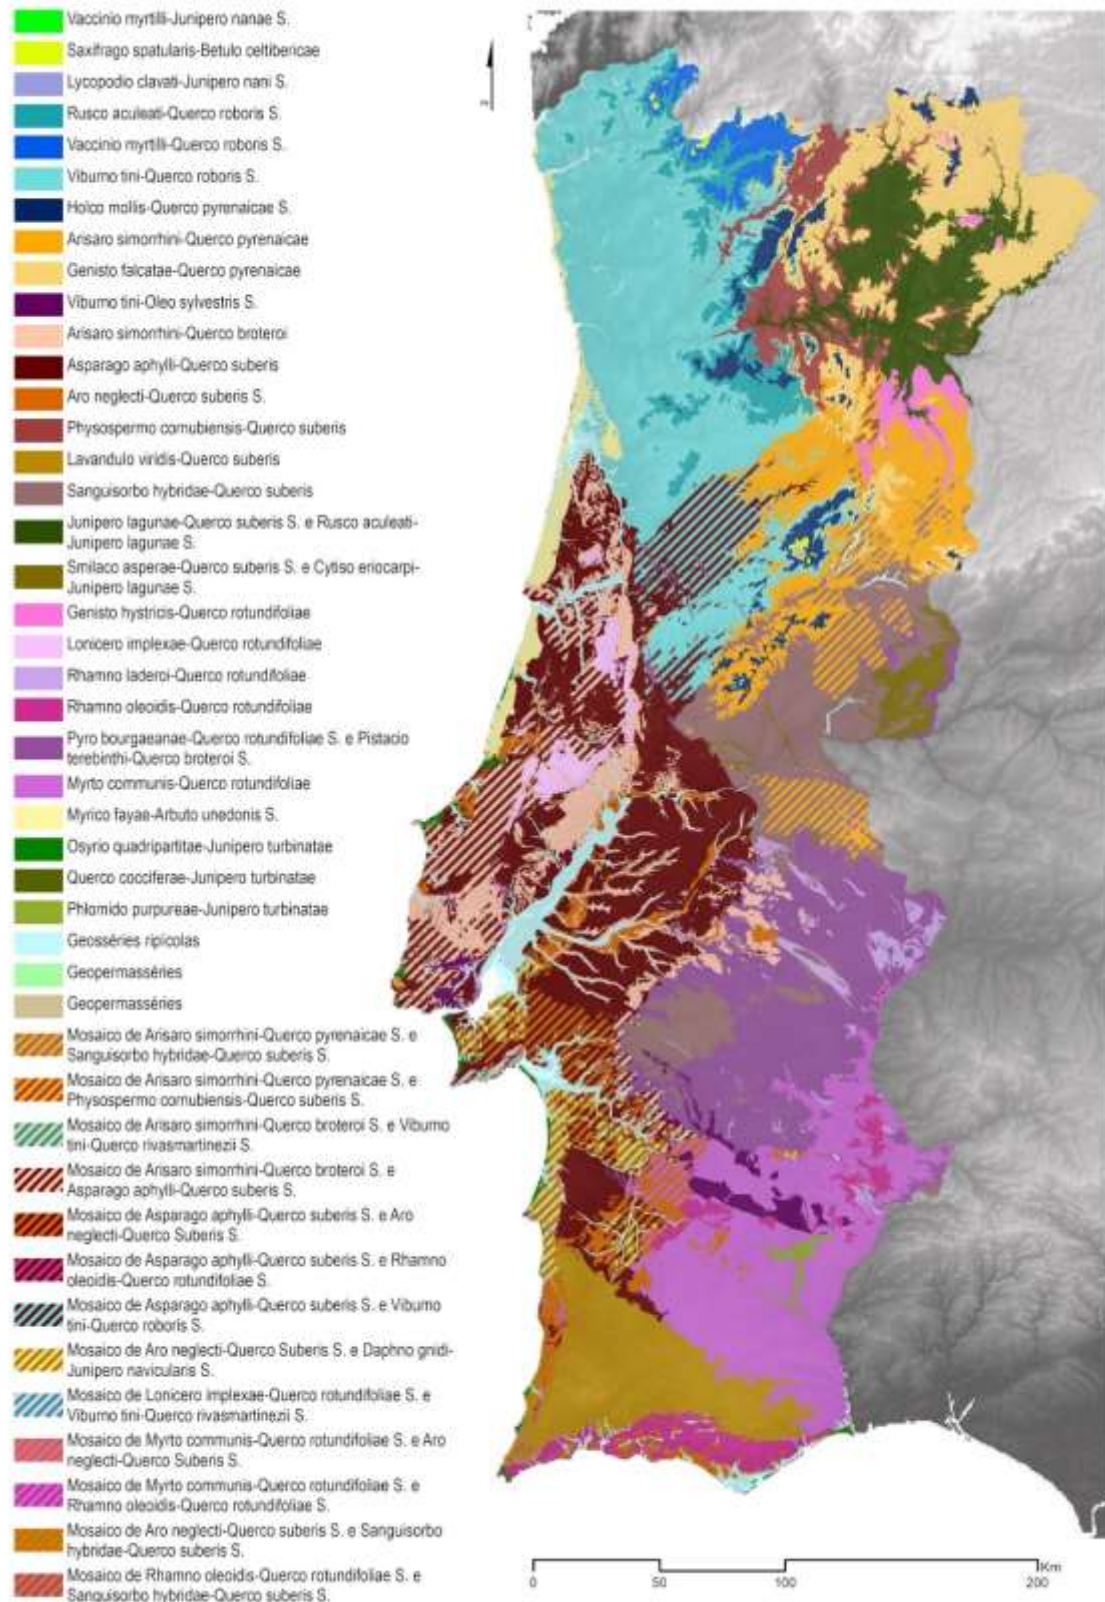 Vaccinio myrtilli-Junipero nanae S.
Saxifrago spatularis-Betulo celtibericae
Lycopodio clavati-Junipero nani S.
Rusco aculeati-Querco roboris S.
Vaccinio myrtilli-Querco roboris S.
Viburno tini-Querco roboris S.
Holco mollis-Querco pyrenaicae S.
Arisaro simorrhini-Querco pyrenaicae
Genisto falcatae-Querco pyrenaicae
Viburno tini-Oleo sylvestris S.
Arisaro simorrhini-Querco broteroi
Asparago aphylli-Querco suberis
Aro neglecti-Querco suberis S.
Physospermo cornubiensis-Querco suberis
Lavandulo viridis-Querco suberis
Sanguisorbo hybridae-Querco suberis
Junipero lagunae-Querco suberis S. e Rusco aculeati-
Junipero lagunae S.
Smilaco asperae-Querco suberis S. e Cytiso eriocarpi-
Junipero lagunae S.
Genisto hystricis-Querco rotundifoliae
Lonicero implexae-Querco rotundifoliae
Rhamno laderoi-Querco rotundifoliae
Rhamno oleoidis-Querco rotundifoliae
Pyro bourgaeanae-Querco rotundifoliae S. e Pistacio
terebinthi-Querco broteroi S.
Myrto communis-Querco rotundifoliae
Myrico fayae-Arbuto unedonis S.
Osyrio quadripartitae-Junipero turbinatae
Querco cocciferae-Junipero turbinatae
Phlomido purpureae-Junipero turbinatae
Geosséries ripícolas
Geopermasséries
Geopermasséries
Mosaico de Arisaro simorrhini-Querco pyrenaicae S. e
Sanguisorbo hybridae-Querco suberis S.
Mosaico de Arisaro simorrhini-Querco pyrenaicae S. e
Physospermo cornubiensis-Querco suberis S.
Mosaico de Arisaro simorrhini-Querco broteroi S. e Viburno
tini-Querco rivasmartinezii S.
Mosaico de Arisaro simorrhini-Querco broteroi S. e
Asparago aphylli-Querco suberis S.
Mosaico de Asparago aphylli-Querco suberis S. e Aro
neglecti-Querco Suberis S.
Mosaico de Asparago aphylli-Querco suberis S. e Rhamno
oleoidis-Querco rotundifoliae S.
Mosaico de Asparago aphylli-Querco suberis S. e Viburno
tini-Querco roboris S.
Mosaico de Aro neglecti-Querco Suberis S. e Daphno gnidi-
Junipero navicularis S.
Mosaico de Lonicero implexae-Querco rotundifoliae S. e
Viburno tini-Querco rivasmartinezii S.
Mosaico de Myrto communis-Querco rotundifoliae S. e Aro
neglecti-Querco Suberis S.
Mosaico de Myrto communis-Querco rotundifoliae S. e
Rhamno oleoidis-Querco rotundifoliae S.
Mosaico de Aro neglecti-Querco suberis S. e Sanguisorbo
hybridae-Querco suberis S.
Mosaico de Rhamno oleoidis-Querco rotundifoliae S. e
Sanguisorbo hybridae-Querco suberis S.
Km
0 50 100 200